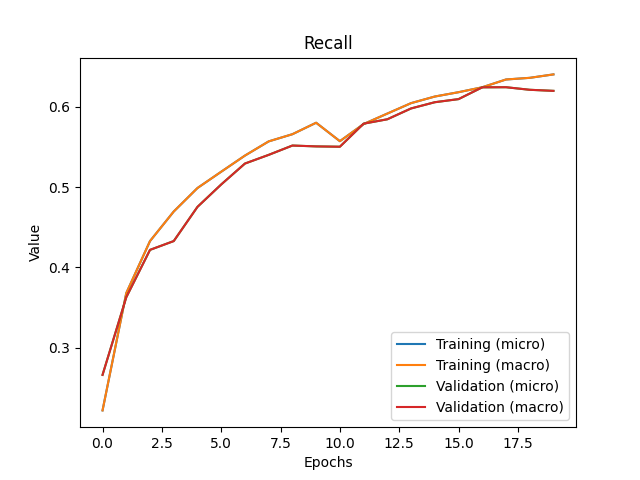 Recall
Value
0.6
0.5
0.4
0.3
Training (micro)
Training (macro)
Validation (micro)
Validation (macro)
0.0 2.5 5.0 7.5 10.0 12.5 15.0 17.5
Epochs